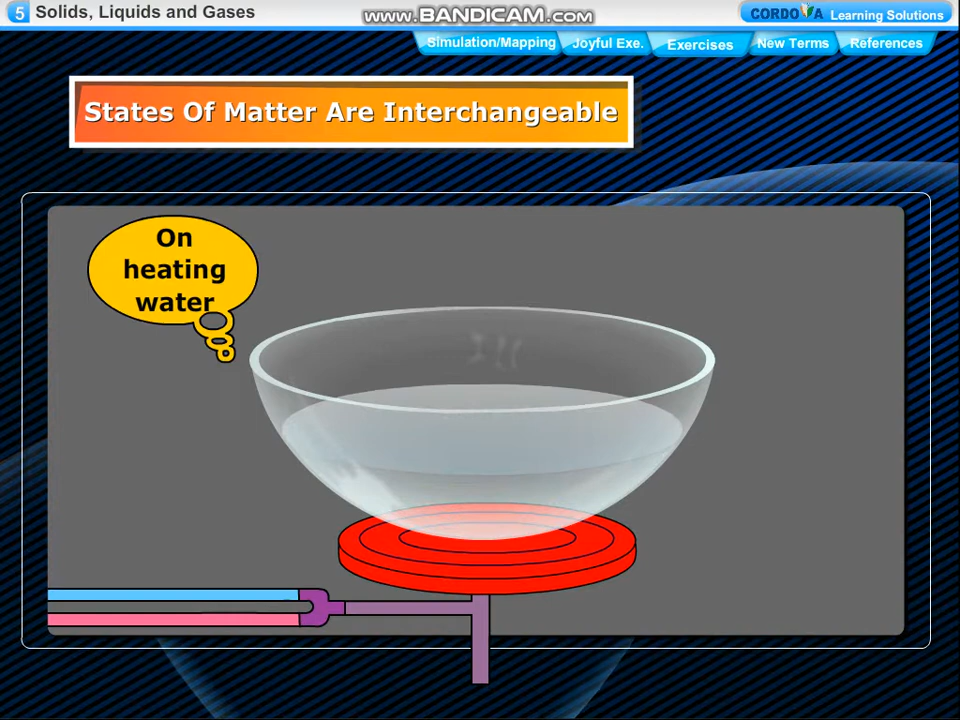 5 Solids, Liquids and Gases
www.BANDICAM.com
CORDOVA Learning Solutions
Simulation/Mapping
Joyful Exe.
Exercises
New Terms
References
States Of Matter Are Interchangeable
On
heating
water